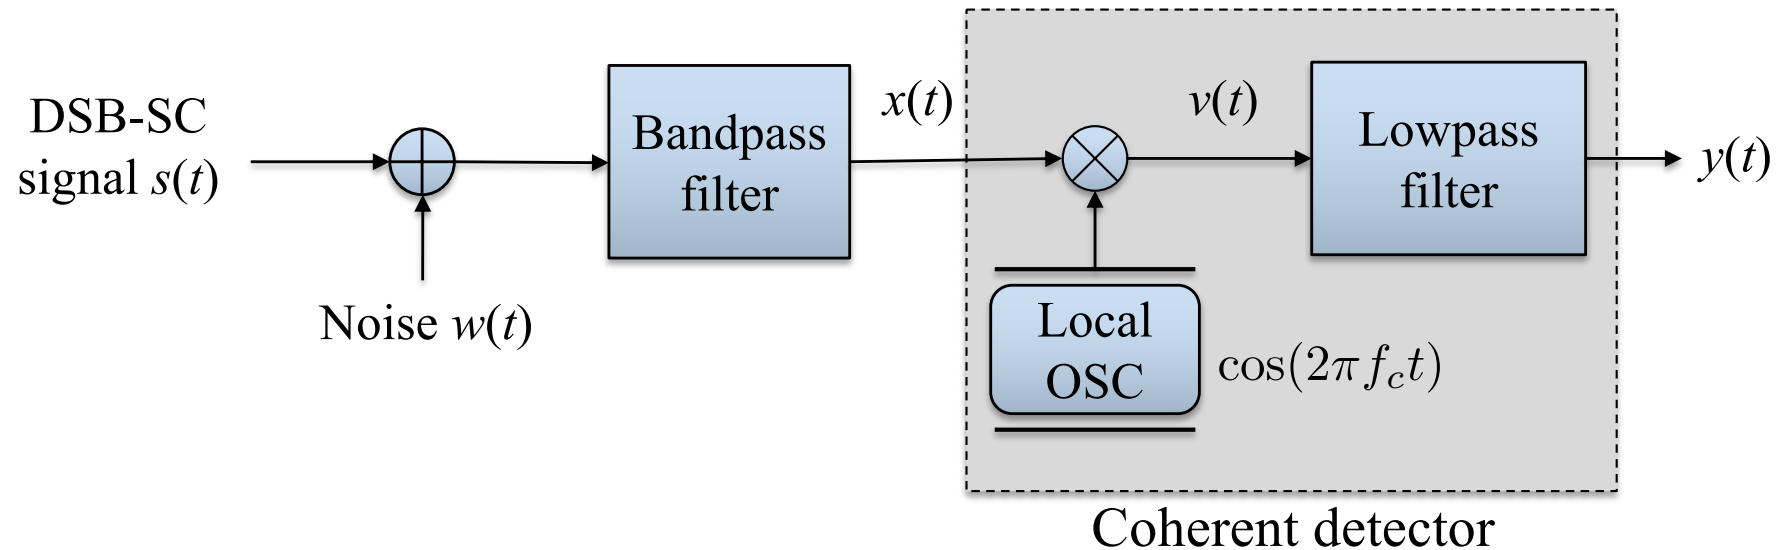 DSB-SC
signal s(t)
Noise w(t)
Bandpass
filter
x(t)
v(t)
Lowpass
filter
y(t)
Local
OSC
cos(2πf_c t)
Coherent detector